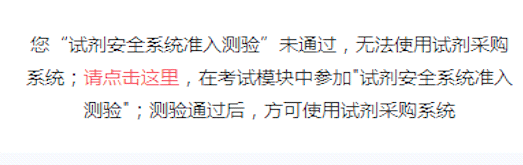 您“试剂安全系统准入测验”未通过，无法使用试剂采购
系统；请点击这里，在考试模块中参加"试剂安全系统准入
测验"；测验通过后，方可使用试剂采购系统